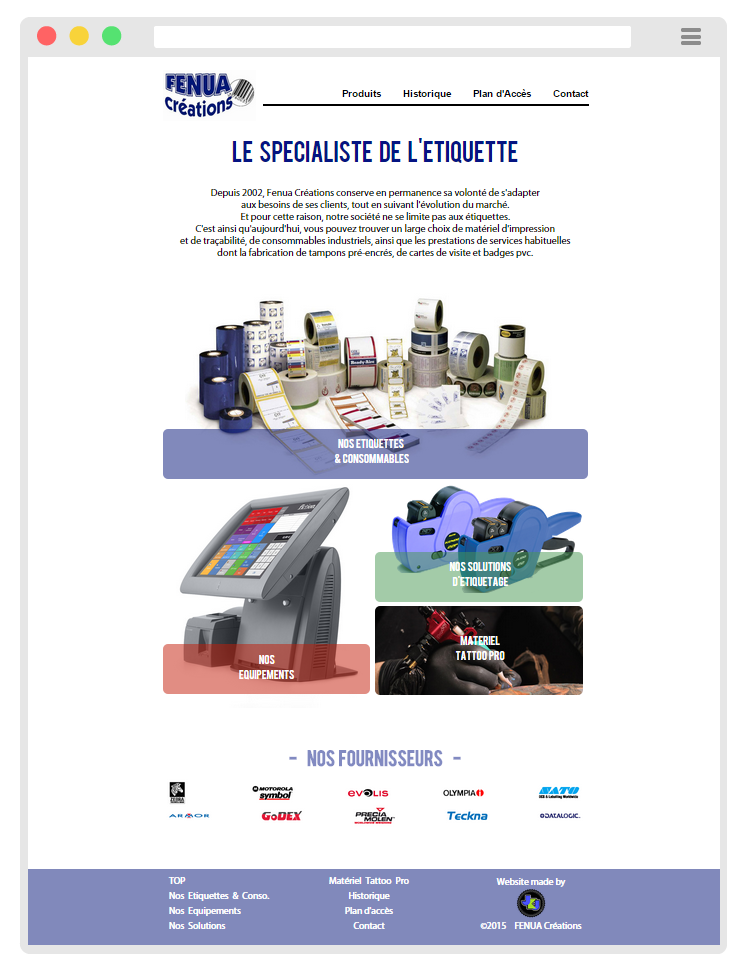 FENUA
Créations
Produits
Historique
Plan d'Accès
Contact
LE SPECIALISTE DE L'ETIQUETTE
Depuis 2002, Fenua Créations conserve en permanence sa volonté de s'adapter
aux besoins de ses clients, tout en suivant l'évolution du marché.
Et pour cette raison, notre société ne se limite pas aux étiquettes.
C'est ainsi qu'aujourd'hui, vous pouvez trouver un large choix de matériel d'impression
et de traçabilité, de consommables industriels, ainsi que les prestations de services habituelles
dont la fabrication de tampons pré-encrés, de cartes de visite et badges pvc.
NOS ETIQUETTES
& CONSOMMABLES
NOS SOLUTIONS
D'ETIQUETAGE
NOS
EQUIPEMENTS
MATERIEL
TATTOO PRO
- NOS FOURNISSEURS -
ZEBRA
MOTOROLA
symbol
evolis
OLYMPIA
SATO
ARMOR
GoDEX
PRECIA
MOLEN
Teckna
DATALOGIC
TOP
Nos Etiquettes & Conso.
Nos Equipements
Nos Solutions
Matériel Tattoo Pro
Historique
Plan d'accès
Contact
Website made by
©2015 FENUA Créations